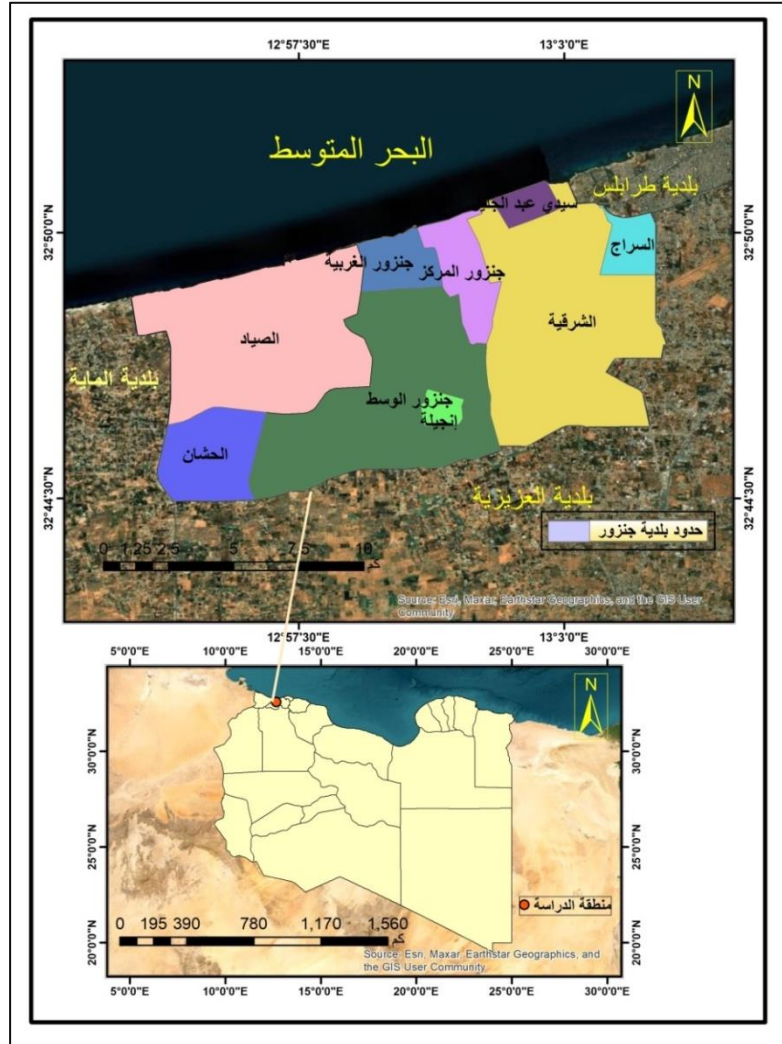 12°57'30"E
13°3'0"E
N
البحر المتوسط
بلدية طرابلس
32°50'0"N
32°50'0"N
سيدي عبد
السراج
جنزور الغربية
جنزور المركز
الشرقية
الصياد
بلدية الماية
جنزور الوسط
إنجيلة
الحشان
بلدية العزيزية
32°44'30"N
32°44'30"N
حدود بلدية جنزور
0 1.25 2.5 5 7.5 10 كم
Source: Esri, Maxar, Earthstar Geographics, and the GIS User
Community
12°57'30"E
13°3'0"E
5°0'0"E 10°0'0"E 15°0'0"E 20°0'0"E 25°0'0"E 30°0'0"E
N
30°0'0"N
30°0'0"N
25°0'0"N
25°0'0"N
20°0'0"N
20°0'0"N
منطقة الدراسة
0 195 390 780 1,170 1,560 كم
Source: Esri, Maxar, Earthstar Geographics, and
the GIS User Community
5°0'0"E 10°0'0"E 15°0'0"E 20°0'0"E 25°0'0"E 30°0'0"E